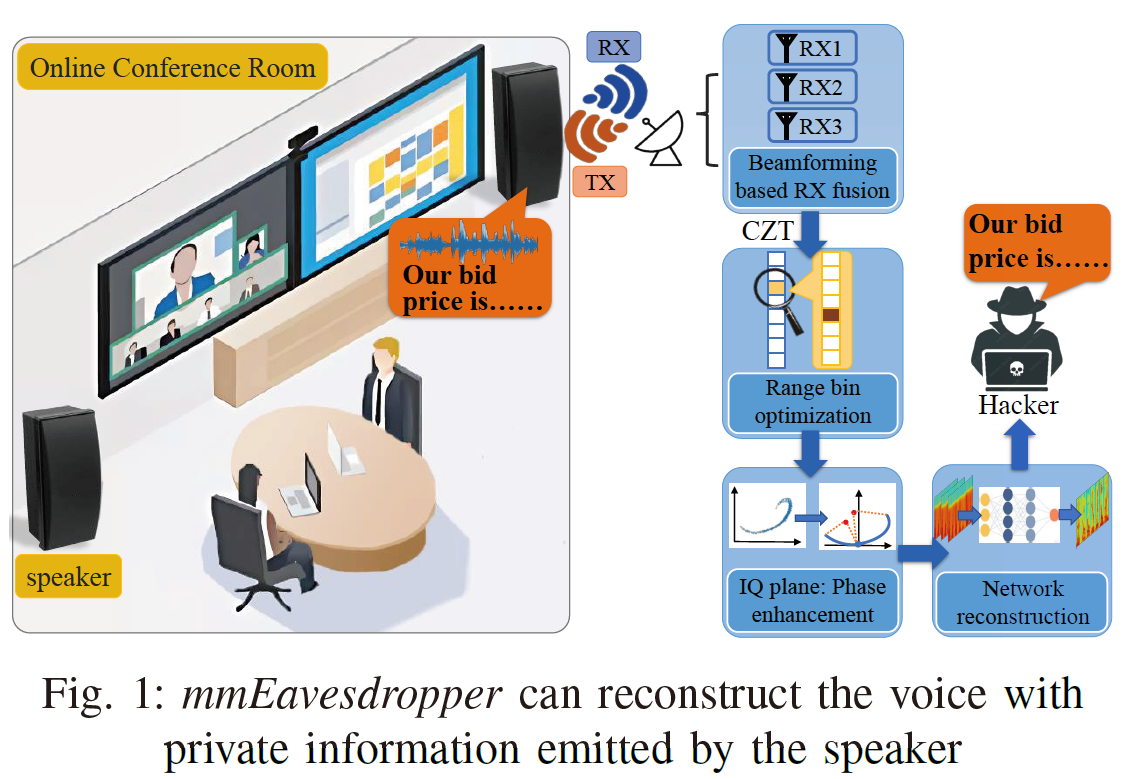 Online Conference Room
RX
TX
Our bid
price is……
speaker
RX1
RX2
RX3
Beamforming
based RX fusion
CZT
Range bin
optimization
IQ plane: Phase
enhancement
Network
reconstruction
Our bid
price is……
Hacker
Fig. 1: mmEavesdropper can reconstruct the voice with
private information emitted by the speaker